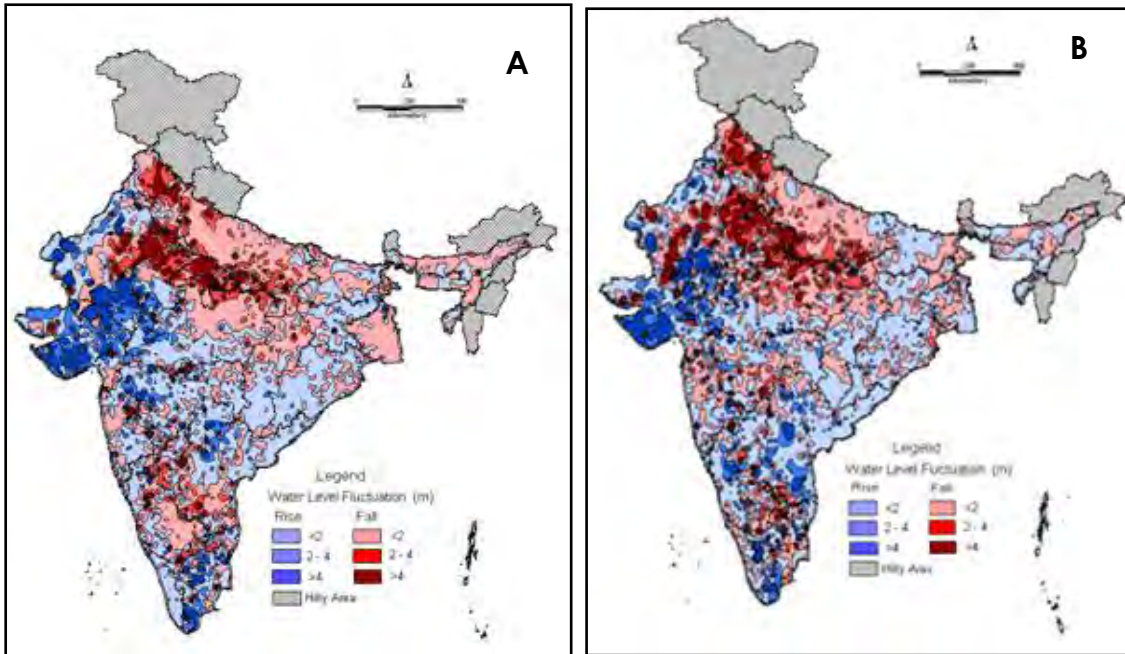 A
Legend
Water Level Fluctuation (m)
Rise Fall
<2 <2
2 - 4 2 - 4
>4 >4
Hilly Area
B
Legend
Water Level Fluctuation (m)
Rise Fall
<2 <2
2 - 4 2 - 4
>4 >4
Hilly Area